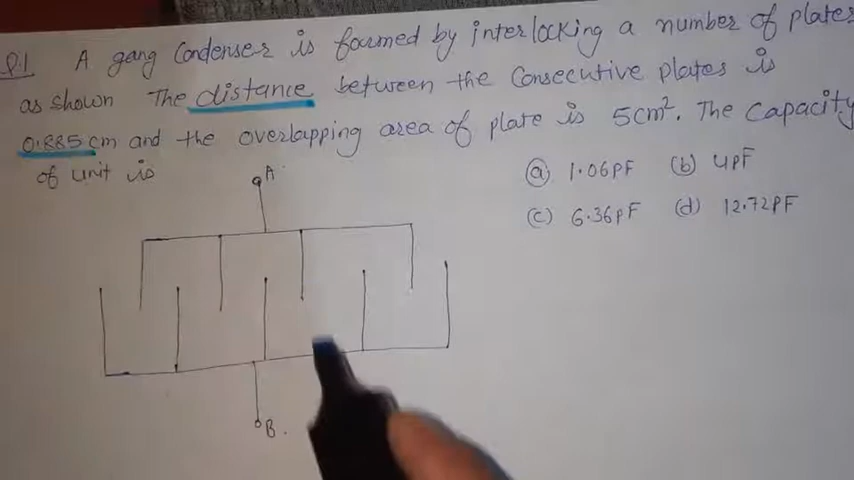 Q.1 A gang Condenser is formed by interlocking a number of plates
as shown The distance between the Consecutive plates is
0.885 cm and the overlapping area of plate is 5cm². The capacity
of unit is
(a) 1.06PF (b) 4PF
(c) 6.36PF (d) 12.72PF
A
B.